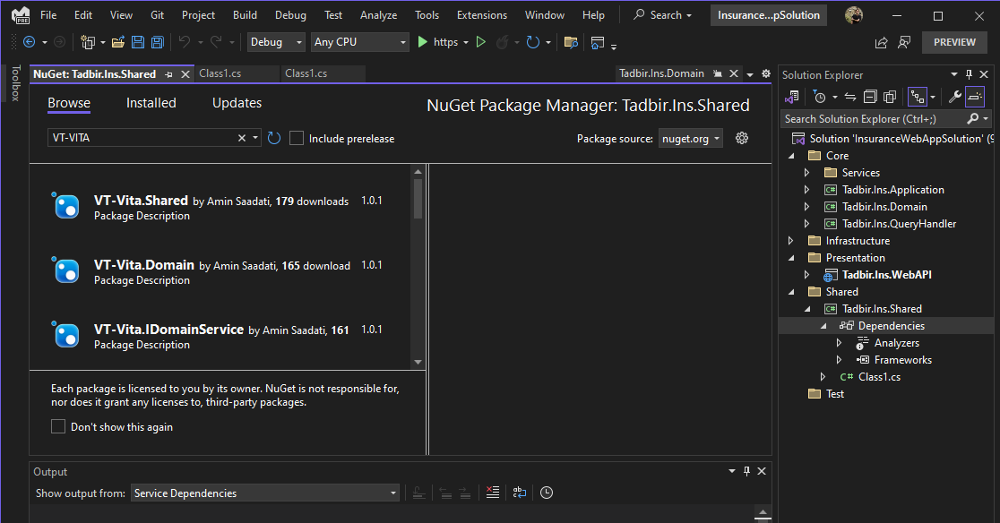 File Edit View Git Project Build Debug Test Analyze Tools Extensions Window Help Search Insurance...pSolution
PRE
Debug Any CPU https PREVIEW
Toolbox
NuGet: Tadbir.Ins.Shared Class1.cs Class1.cs Tadbir.Ins.Domain
Browse Installed Updates
NuGet Package Manager: Tadbir.Ins.Shared
VT-VITA
Include prerelease
Package source: nuget.org
VT-Vita.Shared by Amin Saadati, 179 downloads 1.0.1
Package Description
VT-Vita.Domain by Amin Saadati, 165 download 1.0.1
Package Description
VT-Vita.IDomainService by Amin Saadati, 161 1.0.1
Package Description
Each package is licensed to you by its owner. NuGet is not responsible for,
nor does it grant any licenses to, third-party packages.
Don't show this again
Output
Show output from: Service Dependencies
Solution Explorer
Search Solution Explorer (Ctrl+;)
Solution 'InsuranceWebAppSolution' (9
Core
Services
C# Tadbir.Ins.Application
C# Tadbir.Ins.Domain
C# Tadbir.Ins.QueryHandler
Infrastructure
Presentation
Tadbir.Ins.WebAPI
Shared
C# Tadbir.Ins.Shared
Dependencies
Analyzers
Frameworks
C# Class1.cs
Test